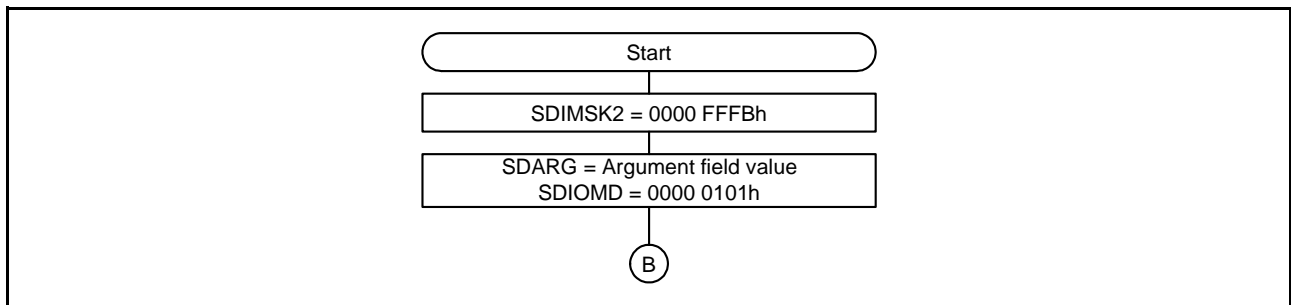 Start
SDIMSK2 = 0000 FFFBh
SDARG = Argument field value
SDIOMD = 0000 0101h
B